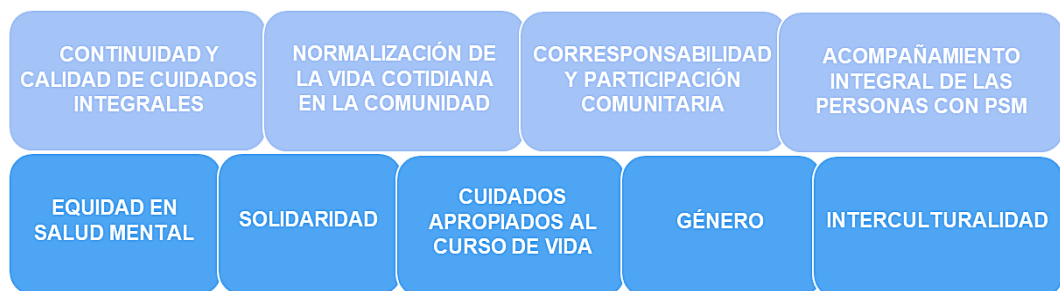 CONTINUIDAD Y
CALIDAD DE CUIDADOS
INTEGRALES
NORMALIZACIÓN DE
LA VIDA COTIDIANA
EN LA COMUNIDAD
CORRESPONSABILIDAD
Y PARTICIPACIÓN
COMUNITARIA
ACOMPAÑAMIENTO
INTEGRAL DE LAS
PERSONAS CON PSM
EQUIDAD EN
SALUD MENTAL
SOLIDARIDAD
CUIDADOS
APROPIADOS AL
CURSO DE VIDA
GÉNERO
INTERCULTURALIDAD